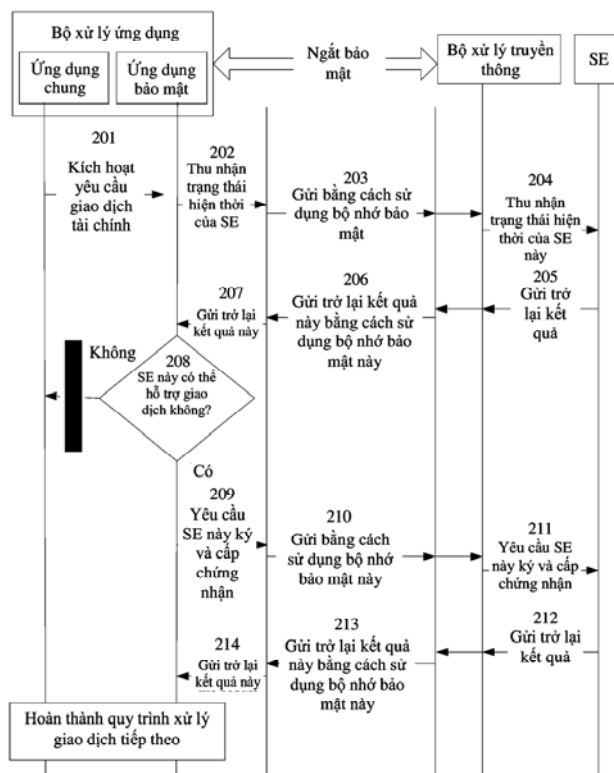 Bộ xử lý ứng dụng
Ứng dụng
chung
Ứng dụng
bảo mật
Ngắt bảo
mật
Bộ xử lý truyền
thông
SE
201
Kích hoạt
yêu cầu
giao dịch
tài chính
202
Thu nhận
trạng thái
hiện thời
của SE
203
Gửi bằng cách sử
dụng bộ nhớ bảo
mật
204
Thu nhận
trạng thái hiện
thời của SE
này
205
Gửi trở
lại kết
quả
206
Gửi trở lại kết quả
này bằng cách sử
dụng bộ nhớ bảo
mật này
207
Gửi trở lại
kết quả này
Không
208
SE này có thể
hỗ trợ giao
dịch không?
Có
209
Yêu cầu
SE này ký
và cấp
chứng
nhận
210
Gửi bằng cách
sử dụng bộ nhớ
bảo mật này
211
Yêu cầu SE
này ký và cấp
chứng nhận
212
Gửi trở lại
kết quả
213
Gửi trở lại kết quả
này bằng cách sử
dụng bộ nhớ bảo
mật này
214
Gửi trở lại
kết quả này
Hoàn thành quy trình xử lý
giao dịch tiếp theo